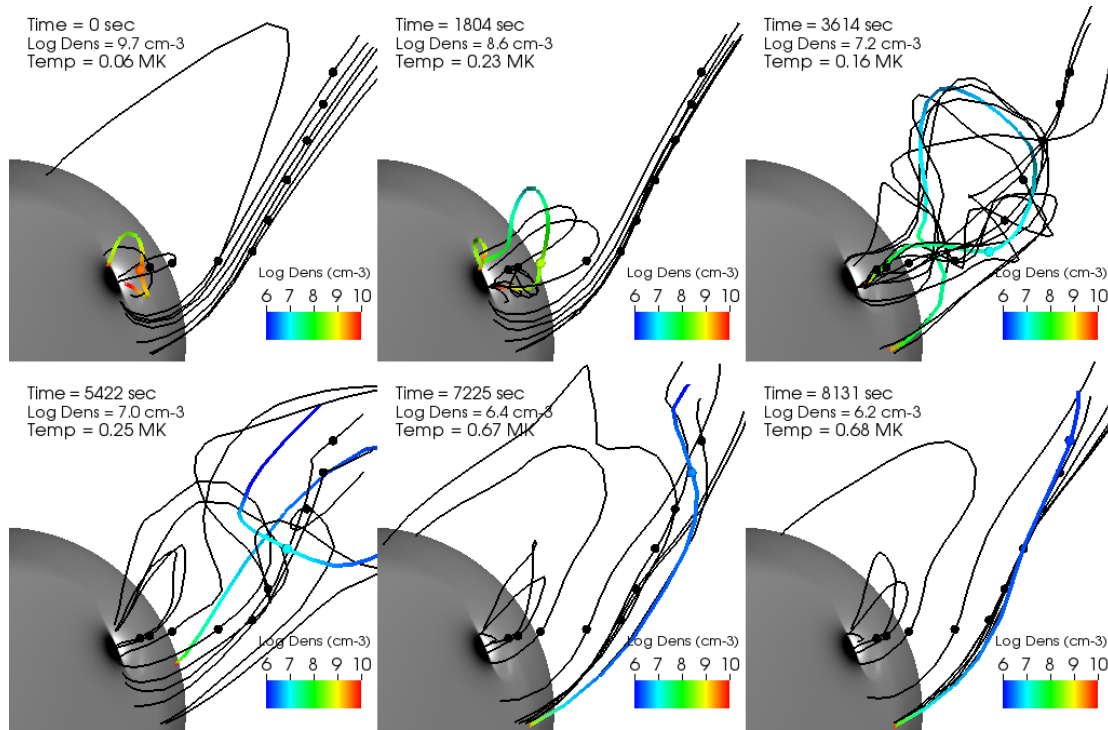 Time = 0 sec
Log Dens = 9.7 cm-3
Temp = 0.06 MK
Log Dens (cm-3)
6 7 8 9 10
Time = 1804 sec
Log Dens = 8.6 cm-3
Temp = 0.23 MK
Log Dens (cm-3)
6 7 8 9 10
Time = 3614 sec
Log Dens = 7.2 cm-3
Temp = 0.16 MK
Log Dens (cm-3)
6 7 8 9 10
Time = 5422 sec
Log Dens = 7.0 cm-3
Temp = 0.25 MK
Log Dens (cm-3)
6 7 8 9 10
Time = 7225 sec
Log Dens = 6.4 cm-3
Temp = 0.67 MK
Log Dens (cm-3)
6 7 8 9 10
Time = 8131 sec
Log Dens = 6.2 cm-3
Temp = 0.68 MK
Log Dens (cm-3)
6 7 8 9 10